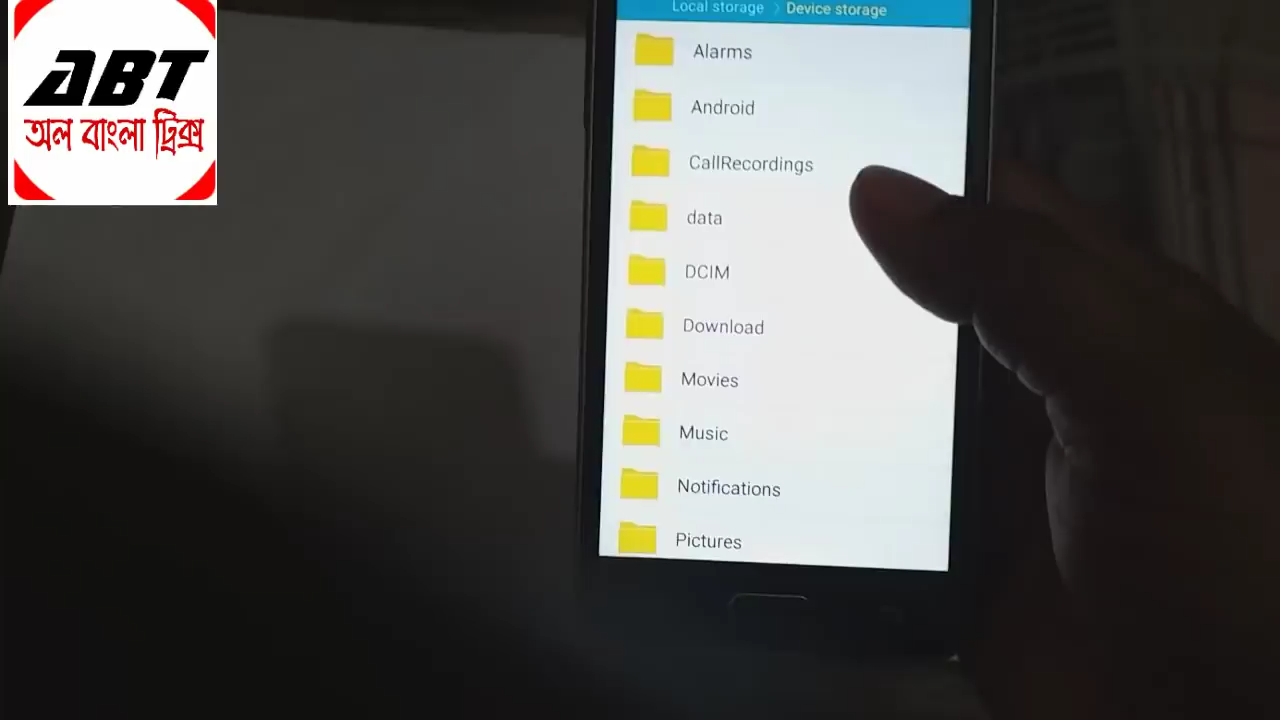 ABT
অল বাংলা ট্রিক্স
Local storage > Device storage
Alarms
Android
CallRecordings
data
DCIM
Download
Movies
Music
Notifications
Pictures